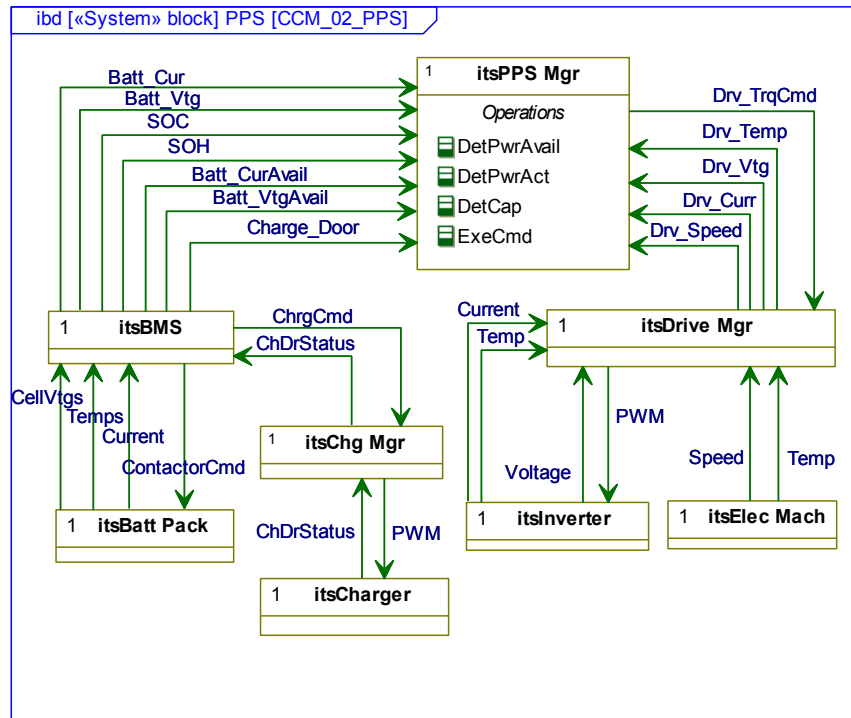 ibd [«System» block] PPS [CCM_02_PPS]
Batt_Cur
Batt_Vtg
SOC
SOH
Batt_CurAvail
Batt_VtgAvail
Charge_Door
1 itsPPS Mgr
Operations
DetPwrAvail
DetPwrAct
DetCap
ExeCmd
Drv_TrqCmd
Drv_Temp
Drv_Vtg
Drv_Curr
Drv_Speed
1 itsBMS
ChrgCmd
ChDrStatus
Current
Temp
1 itsDrive Mgr
CellVtgs
Temps
Current
ContactorCmd
1 itsChg Mgr
PWM
Voltage
Speed
Temp
1 itsBatt Pack
ChDrStatus
PWM
1 itsInverter
1 itsElec Mach
1 itsCharger